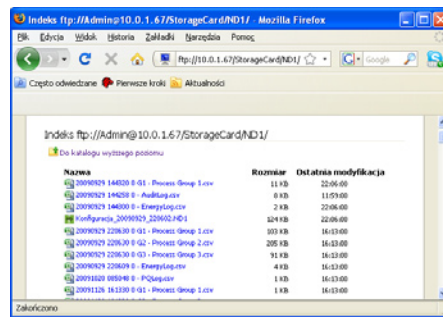 Indeks ftp://Admin@10.0.1.67/StorageCard/ND1/ - Mozilla Firefox
Plik Edycja Widok Historia Zakładki Narzędzia Pomoc
ftp://10.0.1.67/StorageCard/ND1/
Google
Często odwiedzane Pierwsze kroki Aktualności
Indeks ftp://Admin@10.0.1.67/StorageCard/ND1/
Do katalogu wyższego poziomu
Nazwa Rozmiar Ostatnia modyfikacja
20090929 144320 0 G1 - Process Group 1.csv 11 KB 22:06:00
20090929 144258 0 - AuditLog.csv 8 KB 11:59:00
20090929 144300 0 - EnergyLog.csv 2 KB 22:06:00
Konfiguracja_20090929_220602.ND1 124 KB 22:06:00
20090929 220630 0 G1 - Process Group 1.csv 103 KB 16:13:00
20090929 220630 0 G2 - Process Group 2.csv 205 KB 16:13:00
20090929 220630 0 G3 - Process Group 3.csv 91 KB 16:13:00
20090929 220609 0 - EnergyLog.csv 4 KB 16:13:00
20091020 085048 0 - PQLog.csv 1 KB 16:13:00
20091126 161330 0 G1 - Process Group 1.csv 1 KB 16:13:00
Zakończono